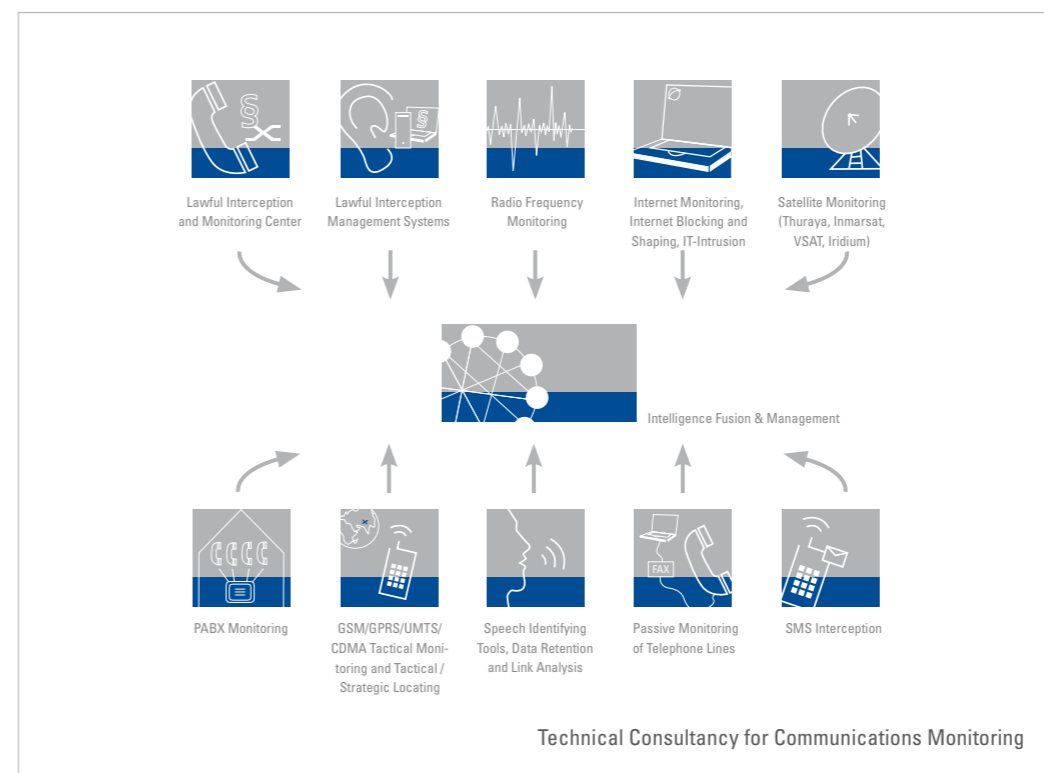 Lawful Interception
and Monitoring Center
Lawful Interception
Management Systems
Radio Frequency
Monitoring
Internet Monitoring,
Internet Blocking and
Shaping, IT-Intrusion
Satellite Monitoring
(Thuraya, Inmarsat,
VSAT, Iridium)
Intelligence Fusion & Management
FAX
PABX Monitoring
GSM/GPRS/UMTS/
CDMA Tactical Moni-
toring and Tactical /
Strategic Locating
Speech Identifying
Tools, Data Retention
and Link Analysis
Passive Monitoring
of Telephone Lines
SMS Interception
Technical Consultancy for Communications Monitoring